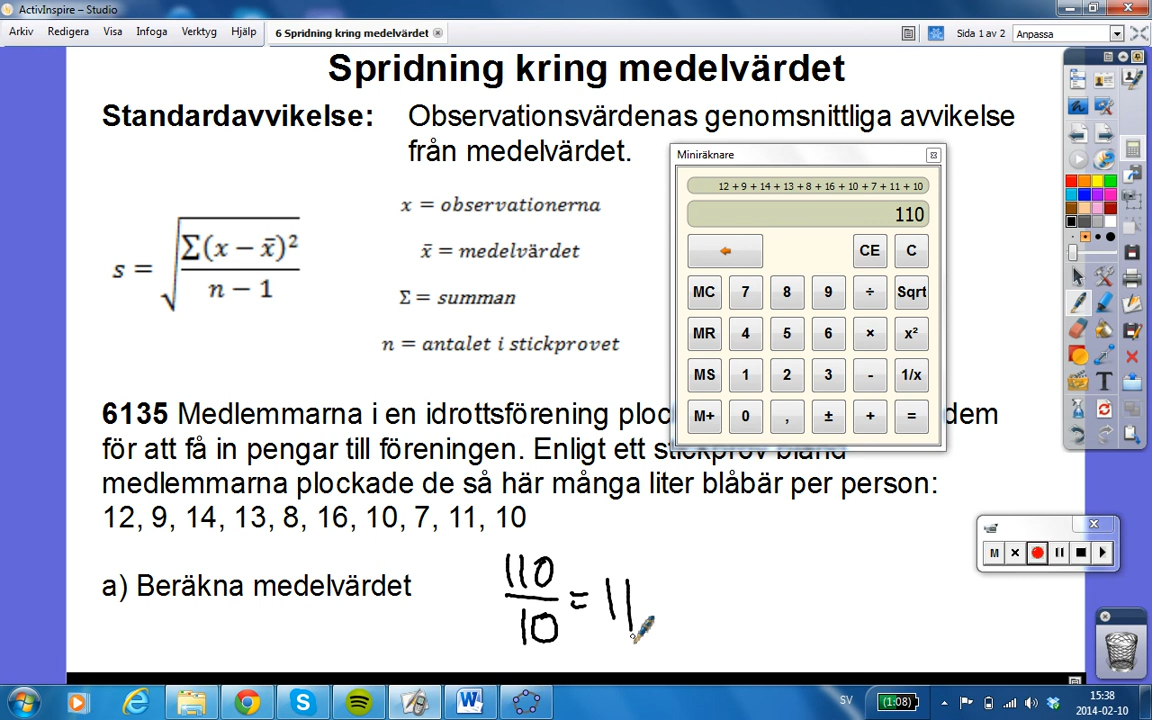 ActivInspire – Studio
Arkiv Redigera Visa Infoga Verktyg Hjälp 6 Spridning kring medelvärdet Sida 1 av 2 Anpassa
Spridning kring medelvärdet
Standardavvikelse: Observationsvärdenas genomsnittliga avvikelse
från medelvärdet.
x = observationerna
x̄ = medelvärdet
s = √(Σ(x − x̄)² / (n − 1))
Σ = summan
n = antalet i stickprovet
Miniräknare
12 + 9 + 14 + 13 + 8 + 16 + 10 + 7 + 11 + 10
110
CE C
MC 7 8 9 ÷ Sqrt
MR 4 5 6 × x²
MS 1 2 3 - 1/x
M+ 0 , ± + =
6135 Medlemmarna i en idrottsförening dem
för att få in pengar till föreningen. Enligt ett
medlemmarna plockade de så här många liter blåbär per person:
12, 9, 14, 13, 8, 16, 10, 7, 11, 10
a) Beräkna medelvärdet
110
10
= 11
M
SV (1:08) 15:38
2014-02-10